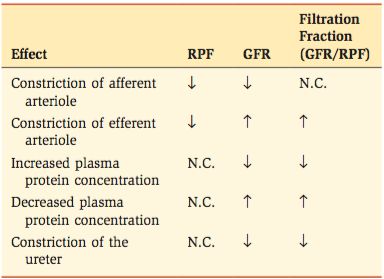 Effect RPF GFR Filtration
Fraction
(GFR/RPF)
Constriction of afferent
arteriole ↓ ↓ N.C.
Constriction of efferent
arteriole ↓ ↑ ↑
Increased plasma
protein concentration N.C. ↓ ↓
Decreased plasma
protein concentration N.C. ↑ ↑
Constriction of the
ureter N.C. ↓ ↓